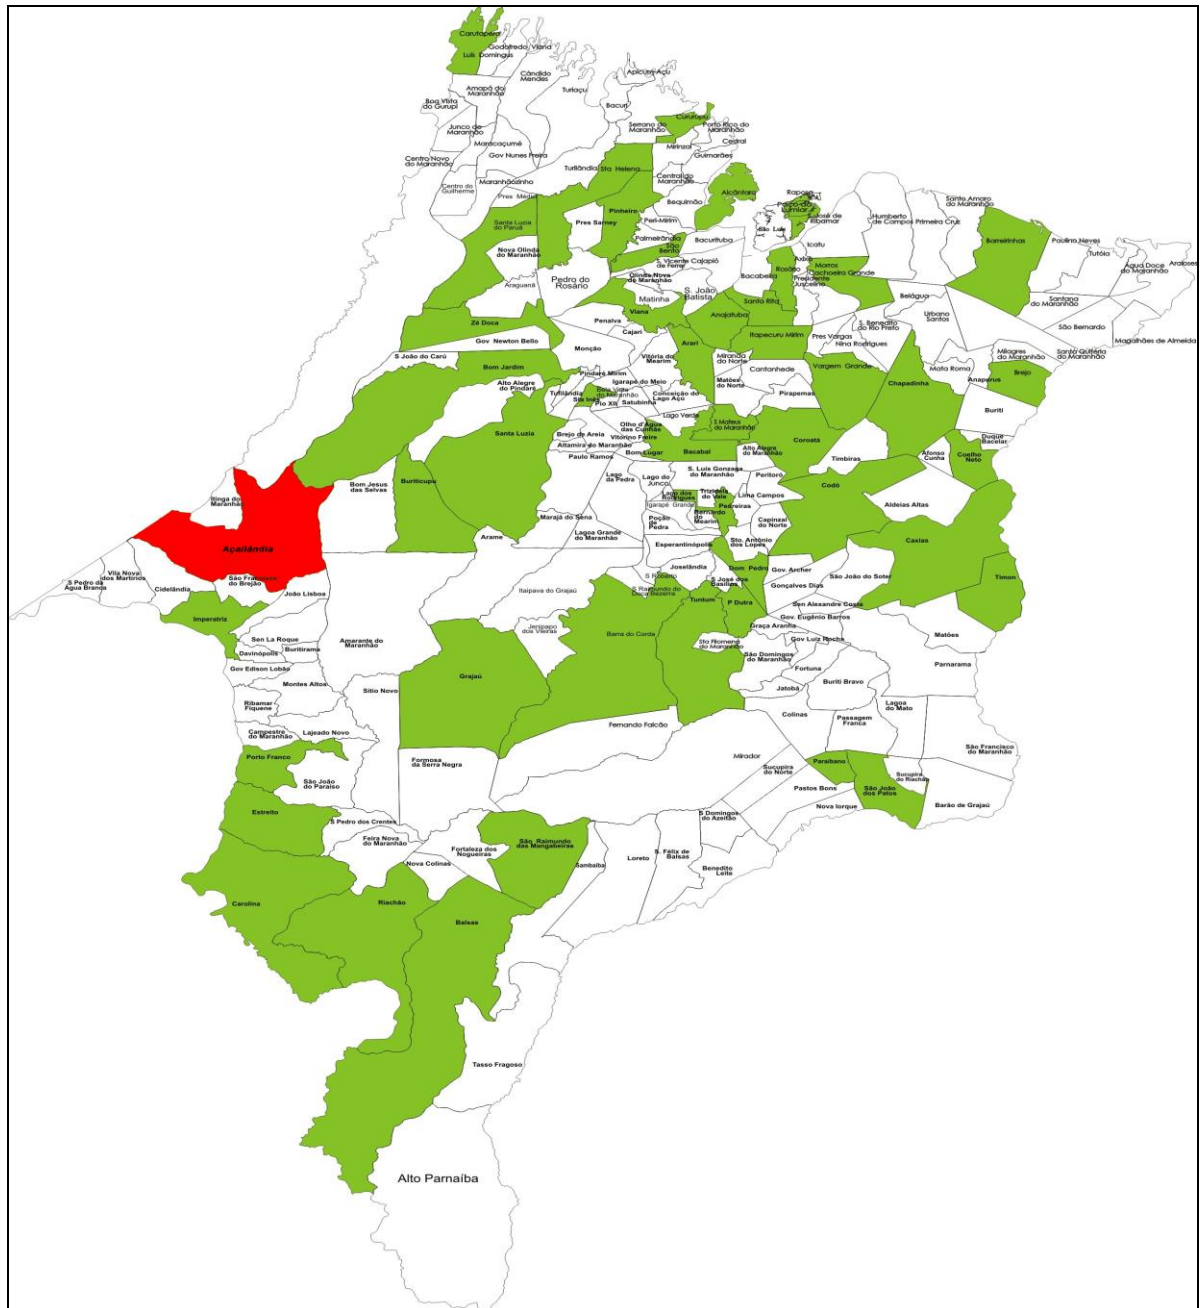 Carutapera
Godofredo Viana
Luís Domingus
Cândido
Mendes
Apicum-Açu
Amapá do
Maranhão
Turiaçu
Boa Vista
do Gurupi
Bacuri
Cururupu
Junco do
Maranhão
Serrano do
Maranhão
Porto Rico do
Maranhão
Maracaçumé
Mirinzal
Cedral
Gov Nunes Freire
Guimarães
Centro Novo
do Maranhão
Turilândia
Sta Helena
Central do
Maranhão
Centro do
Guilherme
Maranhãozinho
Pres Médici
Alcântara
Raposa
Bequimão
Paço do
Lumiar
S. José de
Ribamar
Humberto
de Campos
Primeira Cruz
Santo Amaro
do Maranhão
Pinheiro
Santa Luzia
do Paruá
Pres Sarney
Peri-Mirim
São Luís
Barreirinhas
Paulino Neves
Tutóia
Palmeirândia
Bacurituba
Icatu
Nova Olinda
do Maranhão
São
Bento
Axixá
Água Doce
do Maranhão
Araioses
S. Vicente
de Ferrer
Cajapió
Rosário
Morros
Cachoeira Grande
Araguanã
Pedro do
Rosário
Olinda Nova
do Maranhão
Bacabeira
Presidente
Juscelino
S. João
Batista
Belágua
Santana do
Maranhão
Matinha
Santa Rita
Urbano
Santos
Viana
Anajatuba
São Bernardo
Zé Doca
Penalva
S. Benedito
do Rio Preto
Magalhães de Almeida
Cajari
Arari
Itapecuru Mirim
Pres Vargas
Nina Rodrigues
Gov Newton Bello
Monção
Milagres
do Maranhão
Santa Quitéria
do Maranhão
S João do Carú
Vitória do
Mearim
Miranda
do Norte
Cantanhede
Vargem Grande
Mata Roma
Brejo
Bom Jardim
Pindaré Mirim
Anapurus
Alto Alegre
do Pindaré
Igarapé do Meio
Matões
do Norte
Chapadinha
Tufilândia
Bela Vista
do Maranhão
Conceição do
Lago Açu
Pirapemas
Sta Inês
Pio XII
Satubinha
Buriti
Lago Verde
S Mateus
do Maranhão
Olho d'Água
das Cunhãs
Santa Luzia
Brejo de Areia
Vitorino Freire
Coroatá
Duque
Bacelar
Altamira do Maranhão
Bom Lugar
Bacabal
Alto Alegre
do Maranhão
Timbiras
Afonso
Cunha
Coelho
Neto
Paulo Ramos
S. Luís Gonzaga
do Maranhão
Peritoró
Bom Jesus
das Selvas
Buriticupu
Lago
da Pedra
Lago do
Junco
Codó
Itinga do
Maranhão
Lago dos
Rodrigues
Trizidela
do Vale
Lima Campos
Igarapé Grande
Pedreiras
Aldeias Altas
Marajá do Sena
Poção
de Pedra
Bernardo
do
Mearim
Capinzal
do Norte
Arame
Lagoa Grande
do Maranhão
Sto. Antônio
dos Lopes
Caxias
Açailândia
Esperantinópolis
Vila Nova
dos Martírios
Joselândia
Dom Pedro
Gov. Archer
S Pedro da
Água Branca
São Francisco
do Brejão
S Roberto
S José dos
Basílios
Gonçalves Dias
São João do Soter
Timon
Cidelândia
João Lisboa
Itaipava do Grajaú
S Raimundo do
Doca Bezerra
Tuntum
P Dutra
Sen Alexandre Costa
Imperatriz
Gov. Eugênio Barros
Jenipapo
dos Vieiras
Barra do Corda
Graça Aranha
Sen La Roque
Amarante do
Maranhão
Sta Filomena
do Maranhão
Gov Luiz Rocha
Matões
Davinópolis
Buritirama
São Domingos
do Maranhão
Gov Edison Lobão
Grajaú
Fortuna
Parnarama
Montes Altos
Sítio Novo
Jatobá
Buriti Bravo
Ribamar
Fiquene
Colinas
Passagem
Franca
Lagoa
do Mato
Campestre
do Maranhão
Lajeado Novo
Fernando Falcão
São Francisco
do Maranhão
Porto Franco
Formosa
da Serra Negra
Mirador
Paraibano
Sucupira
do Norte
São João
do Paraíso
Pastos Bons
São João
dos Patos
Sucupira
do Riachão
Nova Iorque
Barão de Grajaú
Estreito
S Pedro dos Crentes
S Domingos
do Azeitão
Feira Nova
do Maranhão
Fortaleza dos
Nogueiras
São Raimundo
das Mangabeiras
Nova Colinas
Sambaíba
Loreto
S. Félix de
Balsas
Benedito
Leite
Carolina
Riachão
Balsas
Tasso Fragoso
Alto Parnaíba